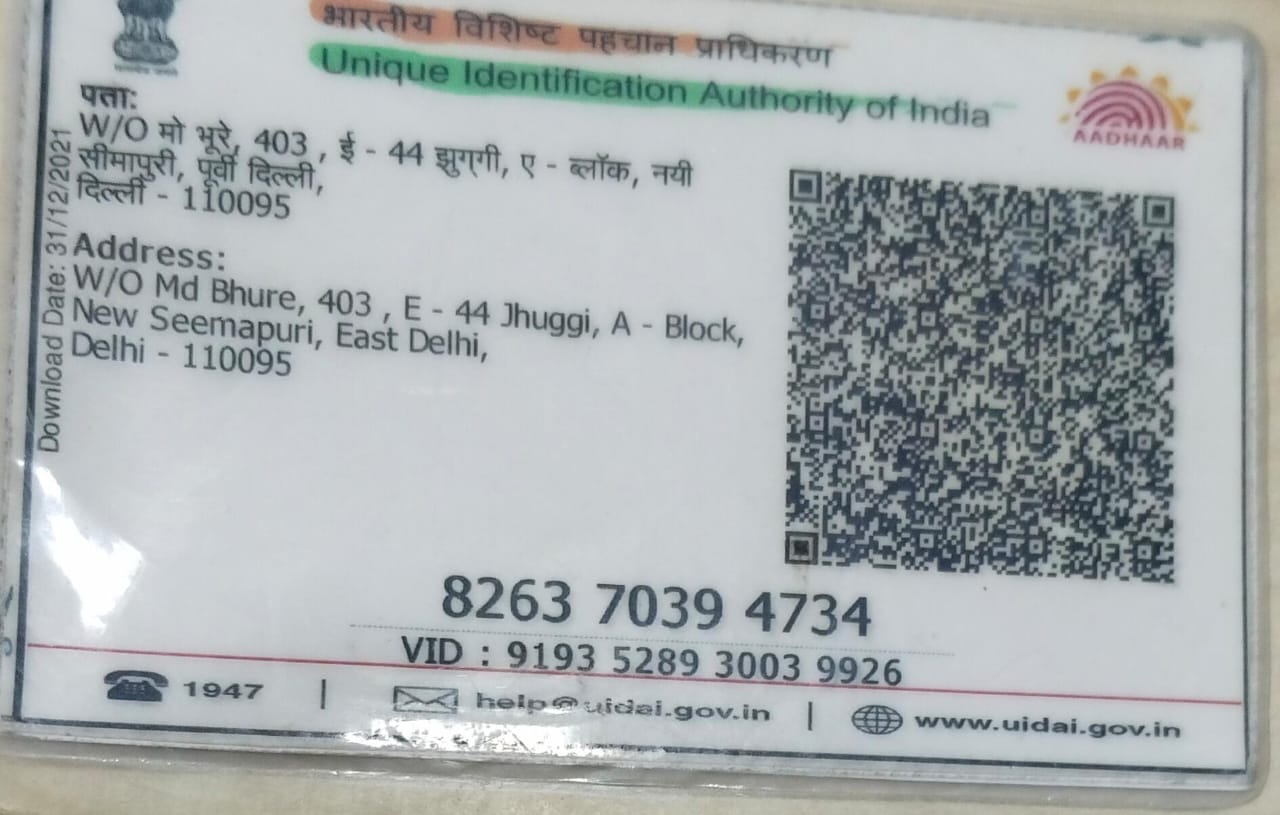 भारतीय विशिष्ट पहचान प्राधिकरण
Unique Identification Authority of India
AADHAAR
पता:
W/O मो भूरे, 403 , ई - 44 झुग्गी, ए - ब्लॉक, नयी
सीमापुरी, पूर्वी दिल्ली,
दिल्ली - 110095
Address:
W/O Md Bhure, 403 , E - 44 Jhuggi, A - Block,
New Seemapuri, East Delhi,
Delhi - 110095
Download Date: 31/12/2021
8263 7039 4734
VID : 9193 5289 3003 9926
1947 | help@uidai.gov.in | www.uidai.gov.in